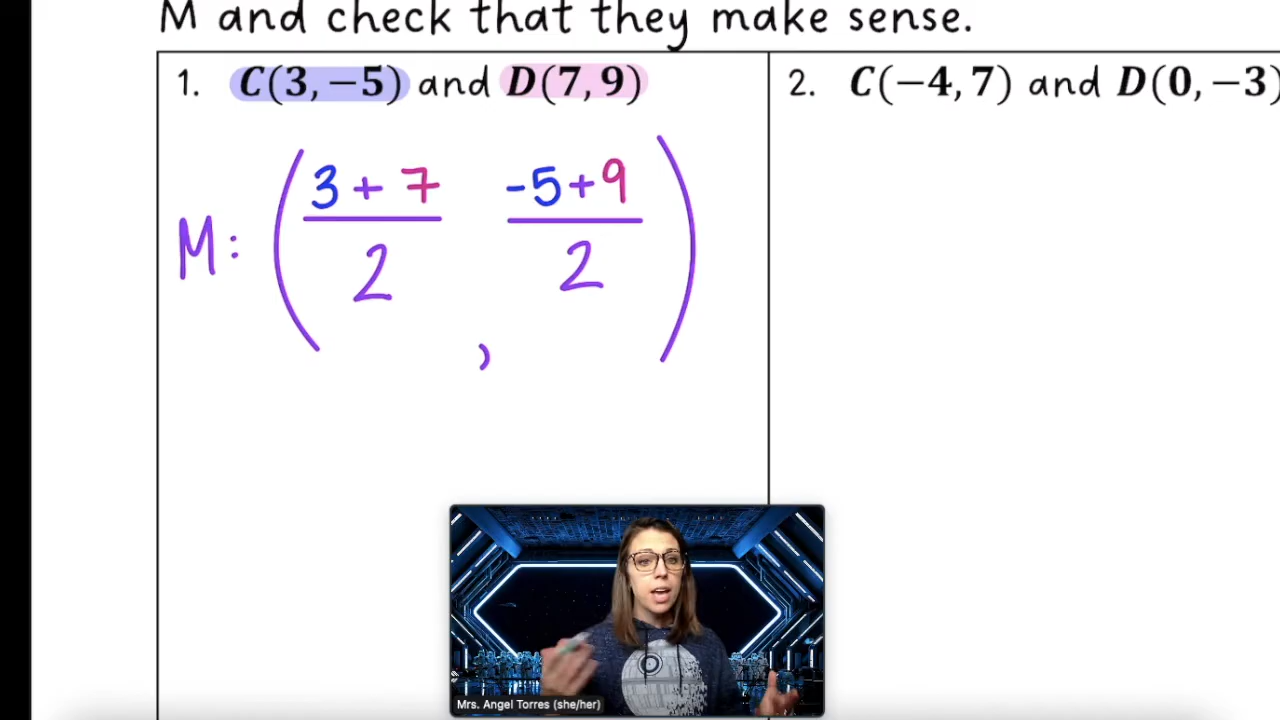 M and check that they make sense.
1. C(3, −5) and D(7, 9)
2. C(−4, 7) and D(0, −3)
3 + 7 -5+9
M: ( , )
2 2
Mrs. Angel Torres (she/her)